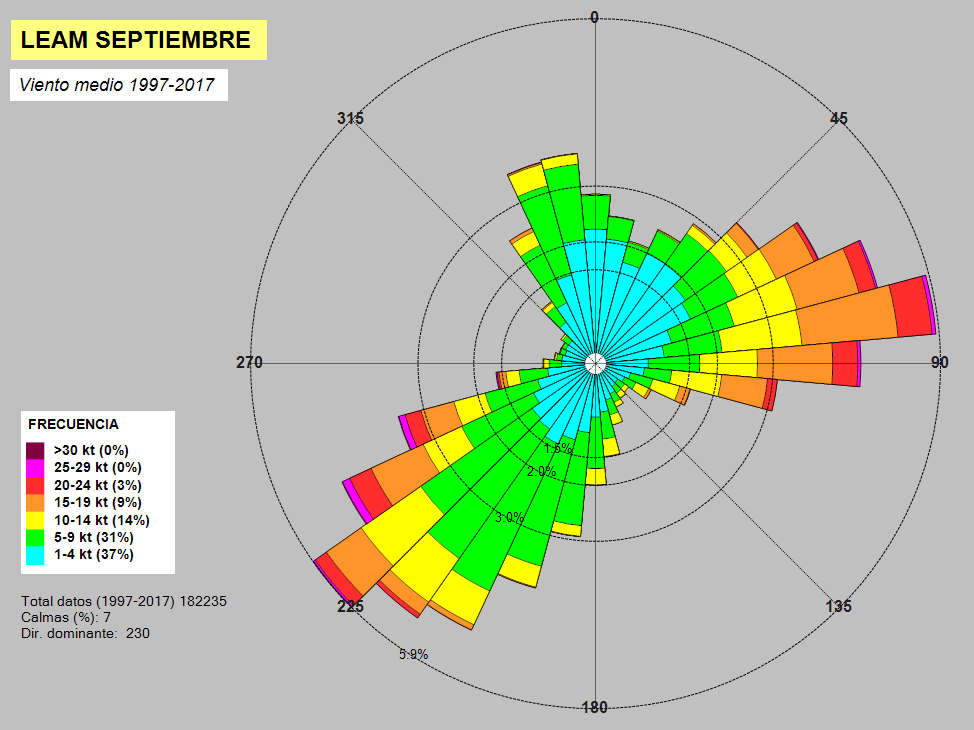 LEAM SEPTIEMBRE
Viento medio 1997-2017
0
315
45
270
90
1.5%
2.0%
3.0%
225
135
5.9%
180
FRECUENCIA
>30 kt (0%)
25-29 kt (0%)
20-24 kt (3%)
15-19 kt (9%)
10-14 kt (14%)
5-9 kt (31%)
1-4 kt (37%)
Total datos (1997-2017) 182235
Calmas (%): 7
Dir. dominante: 230